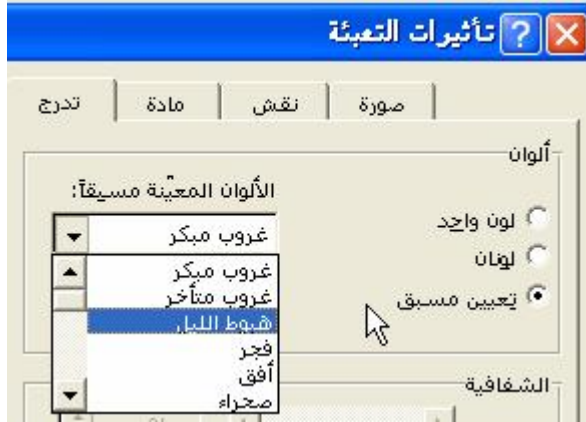 تأثيرات التعبئة
تدرج
مادة
نقش
صورة
ألوان
لون واحد
لونان
تعيين مسبق
الألوان المعيّنة مسبقاً:
غروب مبكر
غروب مبكر
غروب متأخر
هبوط الليل
فجر
أفق
صحراء
الشفافية